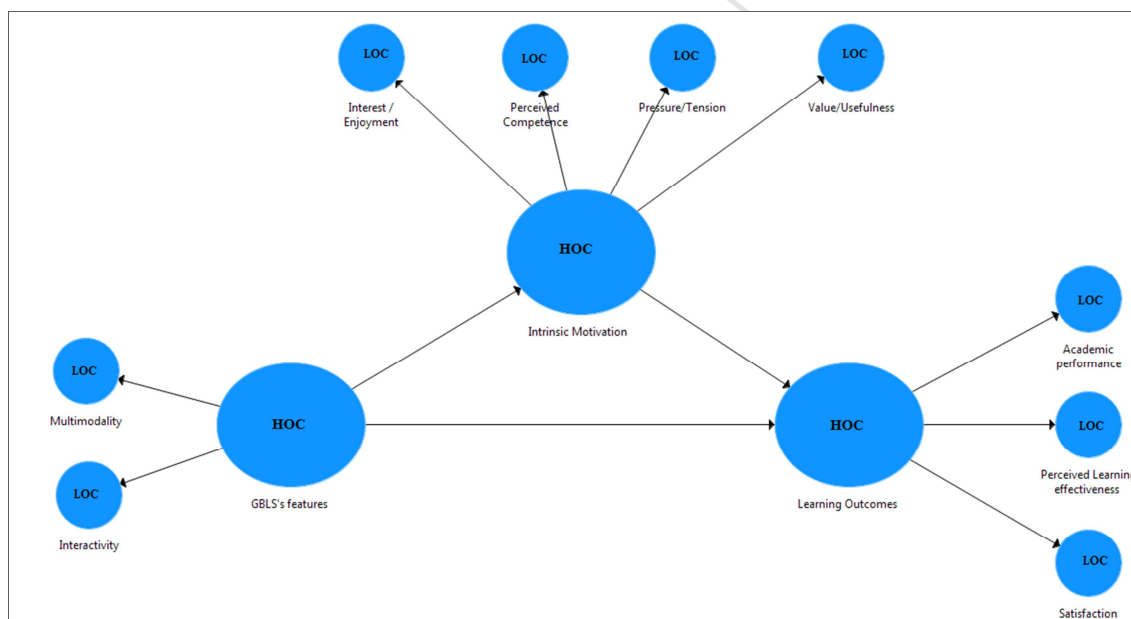 LOC
LOC
LOC
LOC
Interest /
Enjoyment
Perceived
Competence
Pressure/Tension
Value/Usefulness
HOC
Intrinsic Motivation
LOC
Academic
performance
LOC
Multimodality
HOC
GBLS's features
HOC
Learning Outcomes
LOC
Perceived Learning
effectiveness
LOC
Interactivity
LOC
Satisfaction